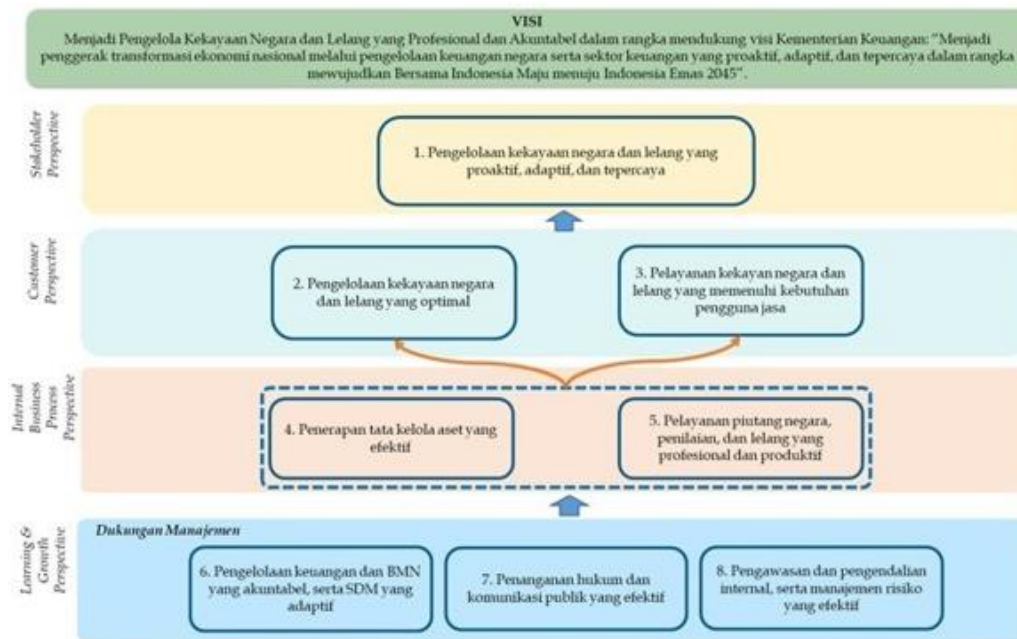 VISI
Menjadi Pengelola Kekayaan Negara dan Lelang yang Profesional dan Akuntabel dalam rangka mendukung visi Kementerian Keuangan: “Menjadi
penggerak transformasi ekonomi nasional melalui pengelolaan keuangan negara serta sektor keuangan yang proaktif, adaptif, dan tepercaya dalam rangka
mewujudkan Bersama Indonesia Maju menuju Indonesia Emas 2045”.
Stakeholder
Perspective
1. Pengelolaan kekayaan negara dan lelang yang
proaktif, adaptif, dan tepercaya
Customer
Perspective
2. Pengelolaan kekayaan negara
dan lelang yang optimal
3. Pelayanan kekayan negara dan
lelang yang memenuhi kebutuhan
pengguna jasa
Internal
Business
Process
Perspective
4. Penerapan tata kelola aset yang
efektif
5. Pelayanan piutang negara,
penilaian, dan lelang yang
profesional dan produktif
Learning &
Growth
Perspective
Dukungan Manajemen
6. Pengelolaan keuangan dan BMN
yang akuntabel, serta SDM yang
adaptif
7. Penanganan hukum dan
komunikasi publik yang efektif
8. Pengawasan dan pengendalian
internal, serta manajemen risiko
yang efektif